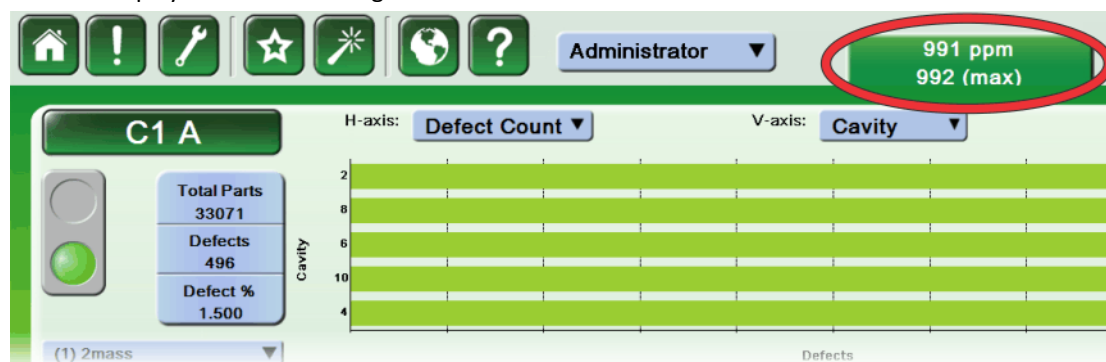 Administrator ▼
991 ppm
992 (max)
C1 A
H-axis: Defect Count ▼
V-axis: Cavity ▼
Total Parts
33071
Defects
496
Defect %
1.500
Cavity
2
8
6
10
4
(1) 2mass ▼
Defects